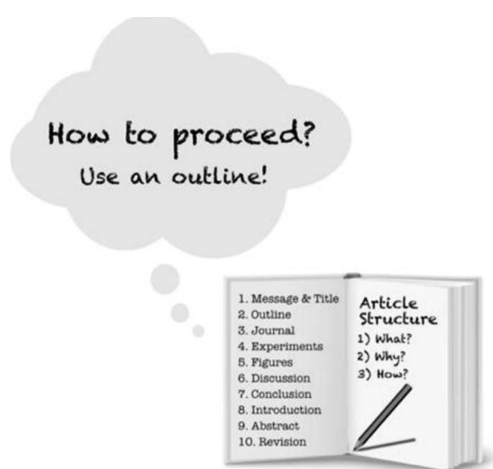 How to proceed?
Use an outline!
1. Message & Title
2. Outline
3. Journal
4. Experiments
5. Figures
6. Discussion
7. Conclusion
8. Introduction
9. Abstract
10. Revision
Article
Structure
1) What?
2) Why?
3) How?